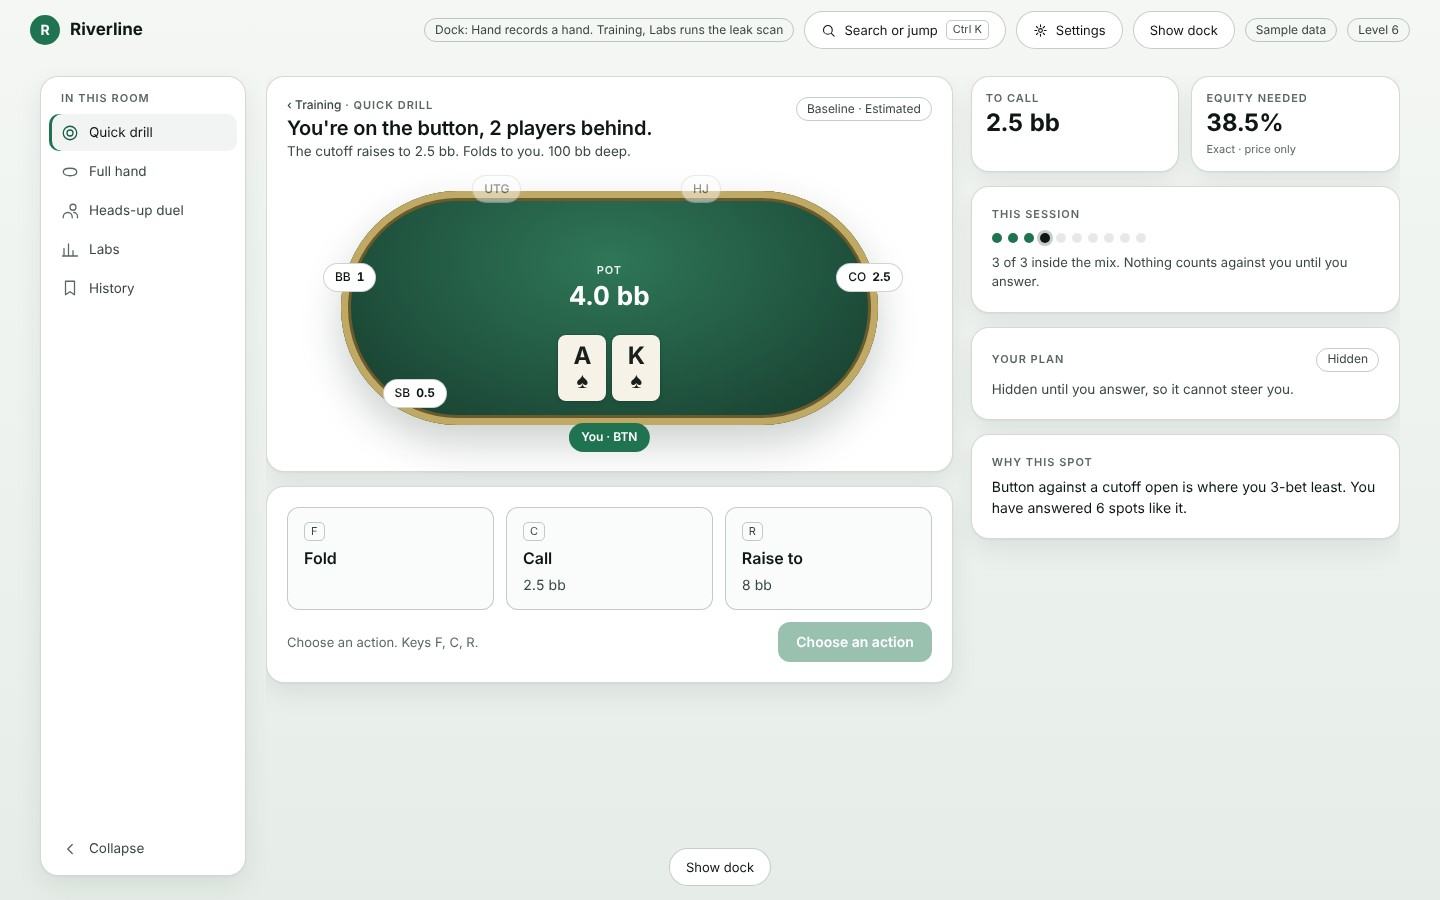 R Riverline
Dock: Hand records a hand. Training, Labs runs the leak scan
Search or jump Ctrl K
Settings
Show dock
Sample data
Level 6
IN THIS ROOM
Quick drill
Full hand
Heads-up duel
Labs
History
Collapse
‹ Training · QUICK DRILL
Baseline · Estimated
You're on the button, 2 players behind.
The cutoff raises to 2.5 bb. Folds to you. 100 bb deep.
UTG
HJ
BB 1
CO 2.5
POT
4.0 bb
A♠ K♠
SB 0.5
You · BTN
F
Fold
C
Call
2.5 bb
R
Raise to
8 bb
Choose an action. Keys F, C, R.
Choose an action
TO CALL
2.5 bb
EQUITY NEEDED
38.5%
Exact · price only
THIS SESSION
3 of 3 inside the mix. Nothing counts against you until you
answer.
YOUR PLAN
Hidden
Hidden until you answer, so it cannot steer you.
WHY THIS SPOT
Button against a cutoff open is where you 3-bet least. You
have answered 6 spots like it.
Show dock